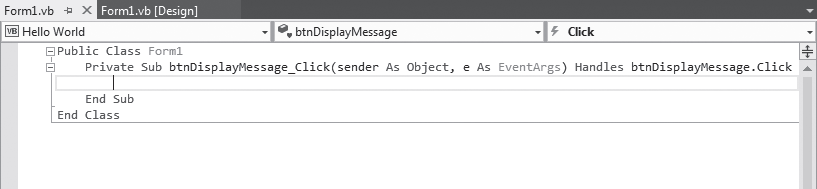 Form1.vb Form1.vb [Design]
VB Hello World btnDisplayMessage Click
Public Class Form1
Private Sub btnDisplayMessage_Click(sender As Object, e As EventArgs) Handles btnDisplayMessage.Click
End Sub
End Class